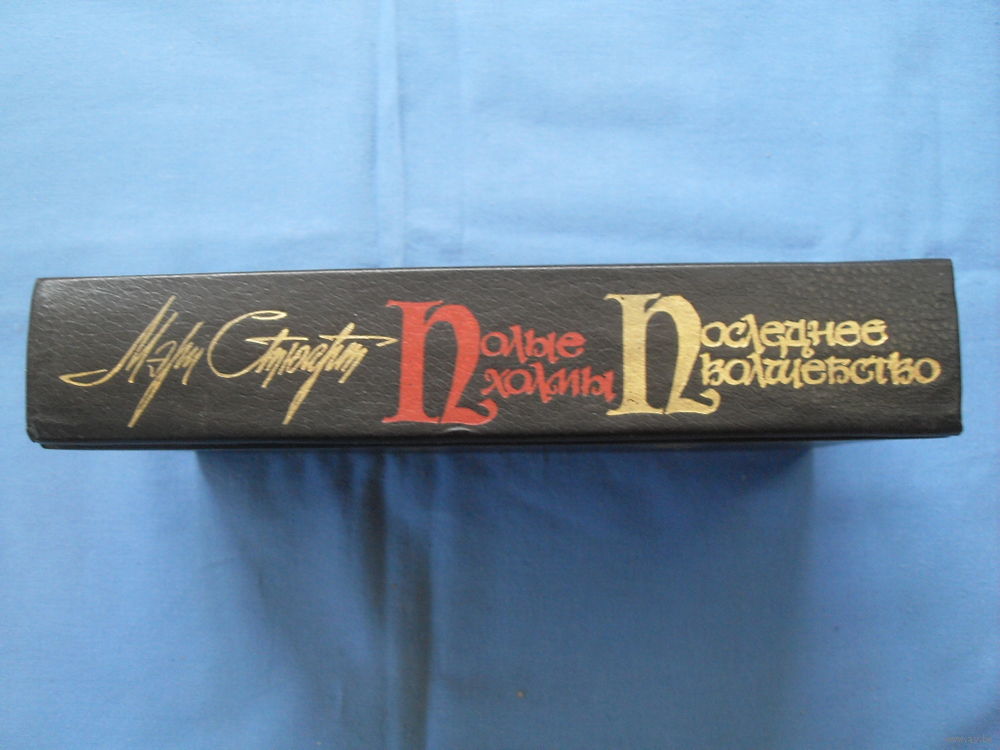 Мэри Стюарт
Полые
холмы
Последнее
волшебство